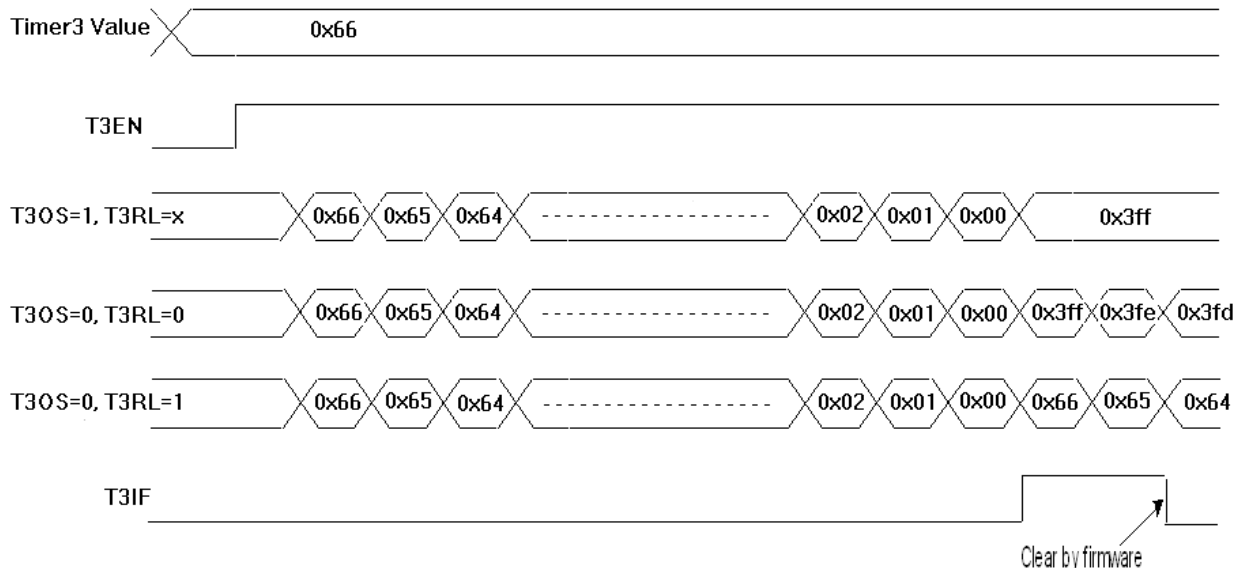 Timer3 Value 0x66
T3EN
T3OS=1, T3RL=x 0x66 0x65 0x64 0x02 0x01 0x00 0x3ff
T3OS=0, T3RL=0 0x66 0x65 0x64 0x02 0x01 0x00 0x3ff 0x3fe 0x3fd
T3OS=0, T3RL=1 0x66 0x65 0x64 0x02 0x01 0x00 0x66 0x65 0x64
T3IF
Clear by firmware